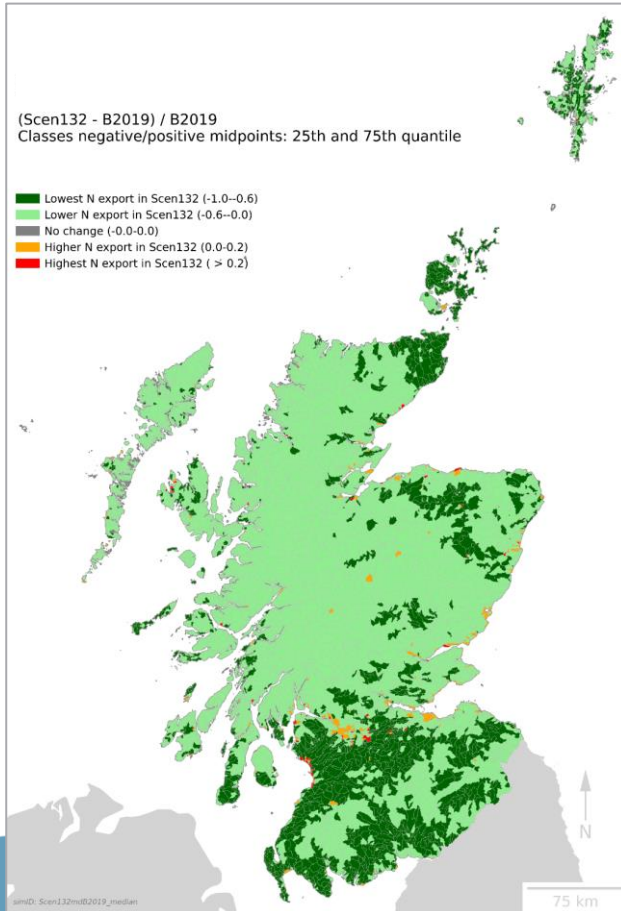 (Scen132 - B2019) / B2019
Classes negative/positive midpoints: 25th and 75th quantile
Lowest N export in Scen132 (-1.0--0.6)
Lower N export in Scen132 (-0.6--0.0)
No change (-0.0-0.0)
Higher N export in Scen132 (0.0-0.2)
Highest N export in Scen132 ( > 0.2)
N
simID: Scen132mdB2019_median
75 km